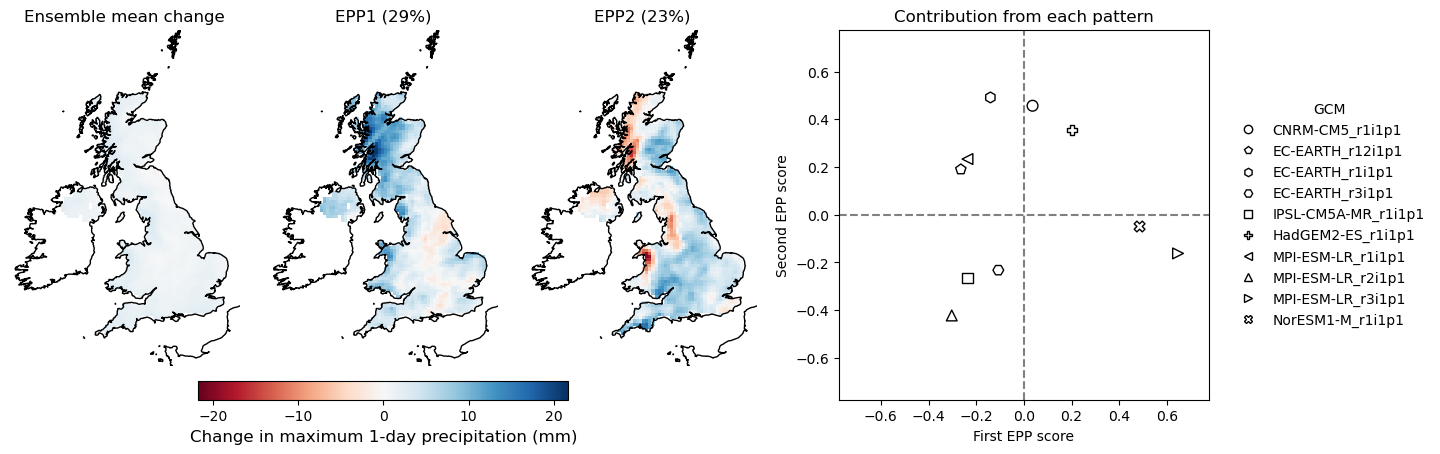 Ensemble mean change
EPP1 (29%)
EPP2 (23%)
Contribution from each pattern
−20
−10
0
10
20
Change in maximum 1-day precipitation (mm)
Second EPP score
0.6
0.4
0.2
0.0
−0.2
−0.4
−0.6
−0.6
−0.4
−0.2
0.0
0.2
0.4
0.6
First EPP score
GCM
CNRM-CM5_r1i1p1
EC-EARTH_r12i1p1
EC-EARTH_r1i1p1
EC-EARTH_r3i1p1
IPSL-CM5A-MR_r1i1p1
HadGEM2-ES_r1i1p1
MPI-ESM-LR_r1i1p1
MPI-ESM-LR_r2i1p1
MPI-ESM-LR_r3i1p1
NorESM1-M_r1i1p1